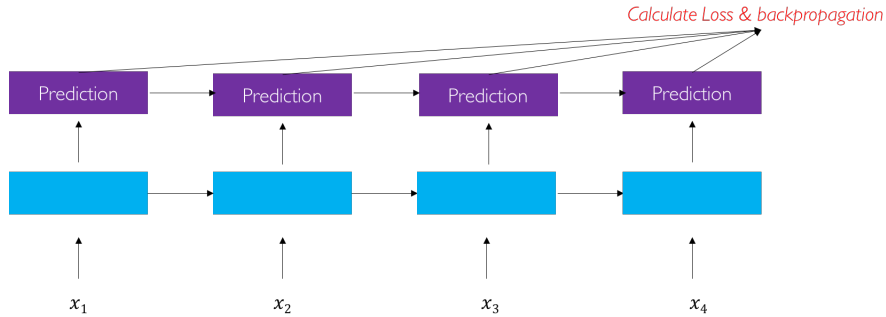 Calculate Loss & backpropagation
Prediction Prediction Prediction Prediction
x₁ x₂ x₃ x₄